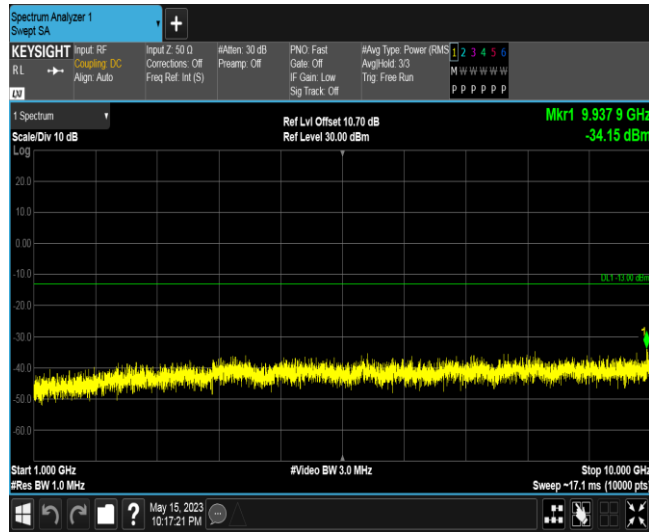 Spectrum Analyzer 1
Swept SA
+
KEYSIGHT
RL
LXI
Input: RF
Coupling: DC
Align: Auto
Input Z: 50 Ω
Corrections: Off
Freq Ref: Int (S)
#Atten: 30 dB
Preamp: Off
PNO: Fast
Gate: Off
IF Gain: Low
Sig Track: Off
#Avg Type: Power (RMS
Avg|Hold: 3/3
Trig: Free Run
1 2 3 4 5 6
M W W W W W
P P P P P P
1 Spectrum
Scale/Div 10 dB
Log
Ref Lvl Offset 10.70 dB
Ref Level 30.00 dBm
Mkr1 9.937 9 GHz
-34.15 dBm
20.0
10.0
0.00
-10.0
-20.0
-30.0
-40.0
-50.0
-60.0
DL1 -13.00 dBm
1
Start 1.000 GHz
#Res BW 1.0 MHz
#Video BW 3.0 MHz
Stop 10.000 GHz
Sweep ~17.1 ms (10000 pts)
?
May 15, 2023
10:17:21 PM